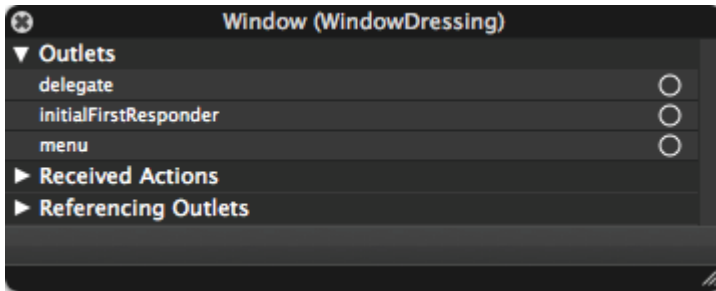 Window (WindowDressing)
Outlets
delegate
initialFirstResponder
menu
Received Actions
Referencing Outlets